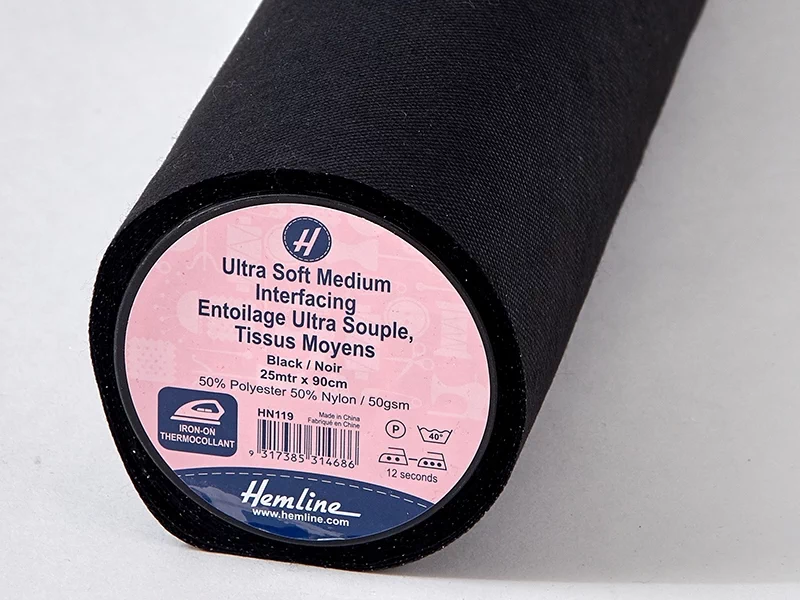 H
Ultra Soft Medium
Interfacing
Entoilage Ultra Souple,
Tissus Moyens
Black / Noir
25mtr x 90cm
50% Polyester 50% Nylon / 50gsm
IRON-ON
THERMOCOLLANT
HN119
Made in China
Fabriqué en Chine
9 317385 314686
P
40°
12 seconds
Hemline
www.hemline.com